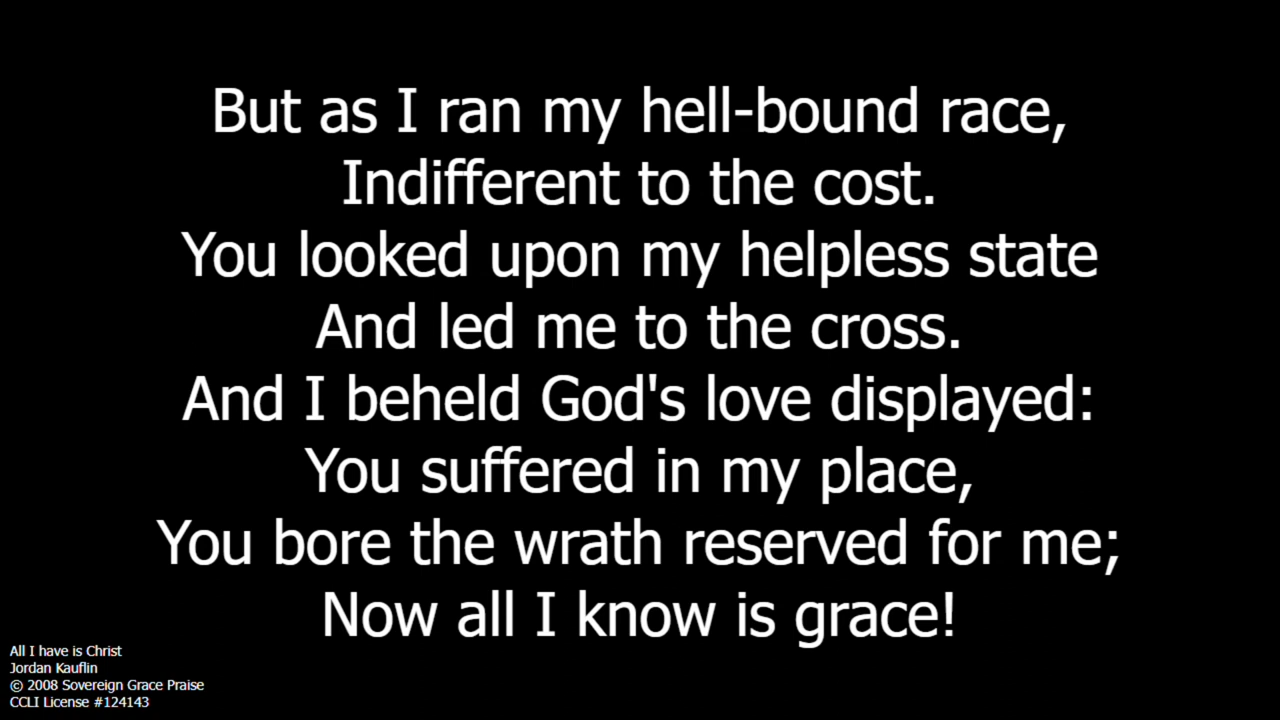 But as I ran my hell-bound race,
Indifferent to the cost.
You looked upon my helpless state
And led me to the cross.
And I beheld God's love displayed:
You suffered in my place,
You bore the wrath reserved for me;
Now all I know is grace!
All I have is Christ
Jordan Kauflin
© 2008 Sovereign Grace Praise
CCLI License #124143